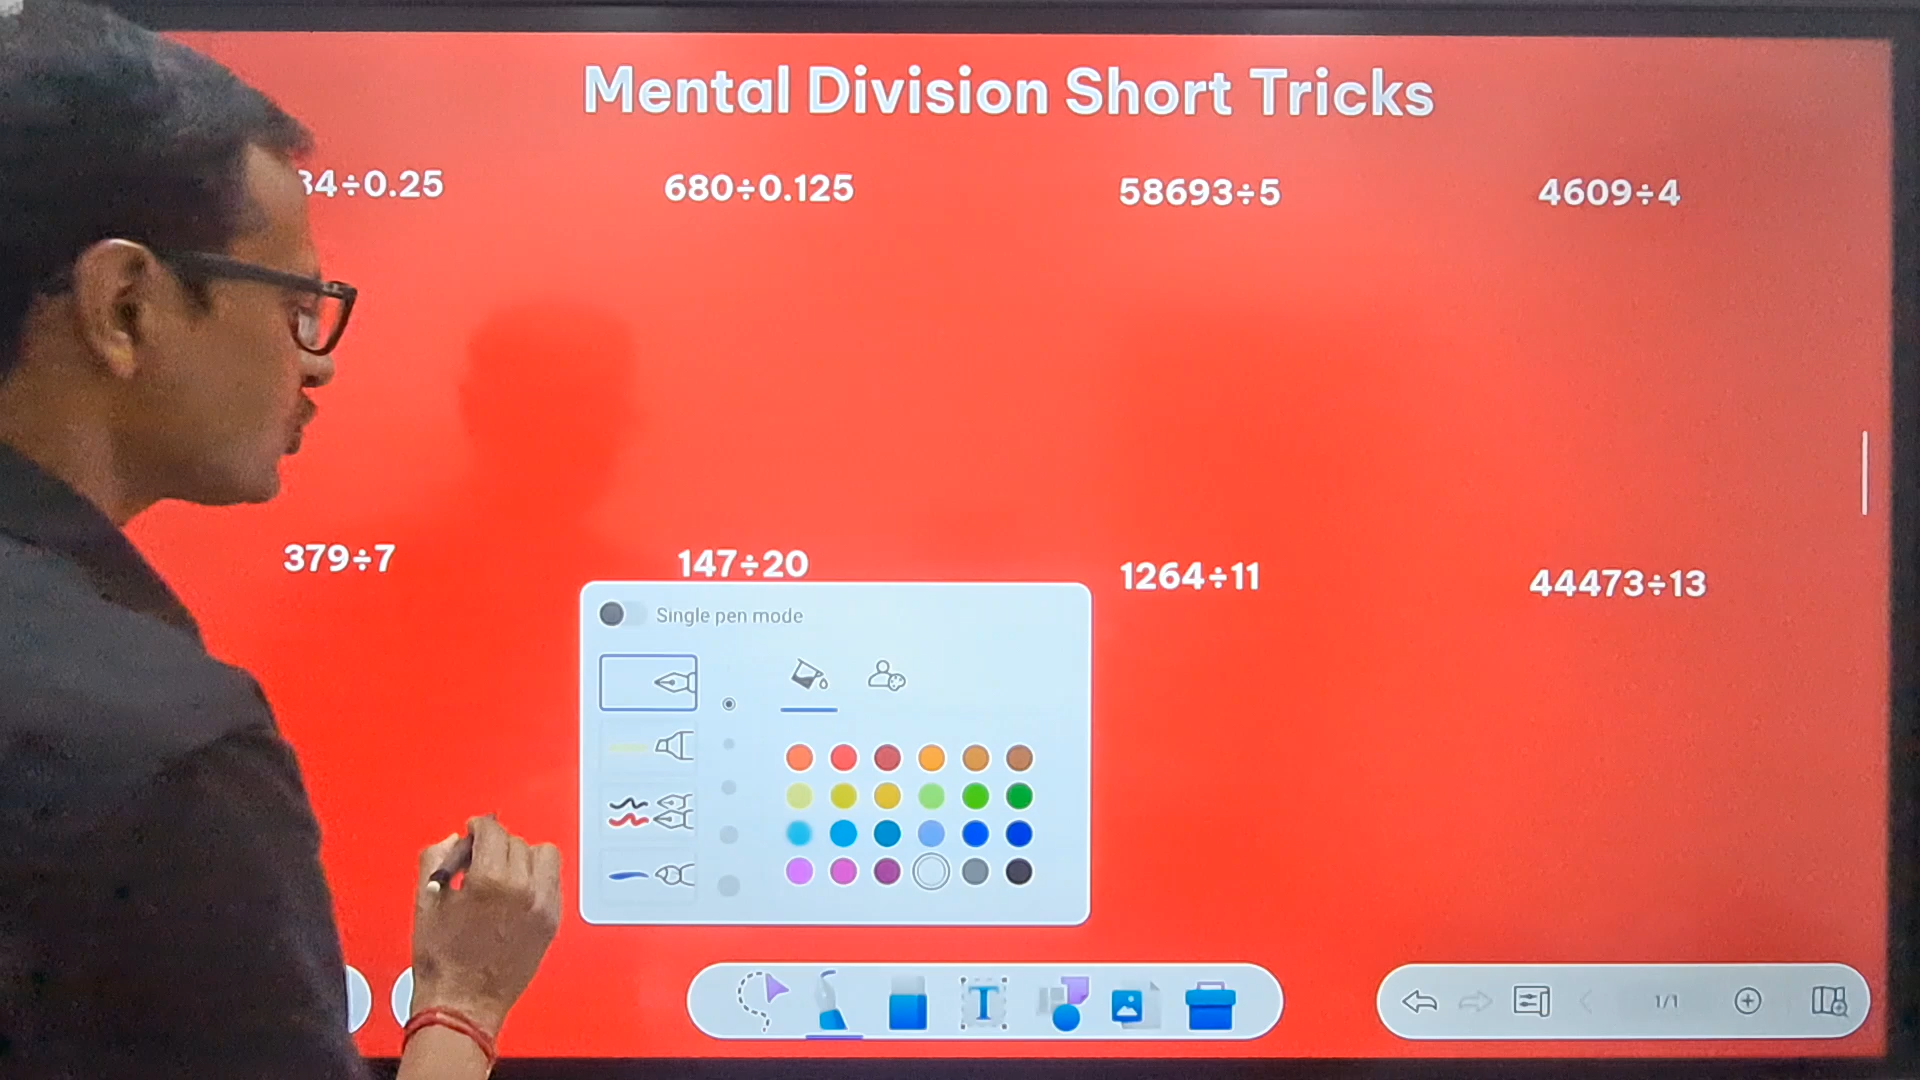 Mental Division Short Tricks
34÷0.25 680÷0.125 58693÷5 4609÷4
379÷7 147÷20 1264÷11 44473÷13
Single pen mode
T
1/1